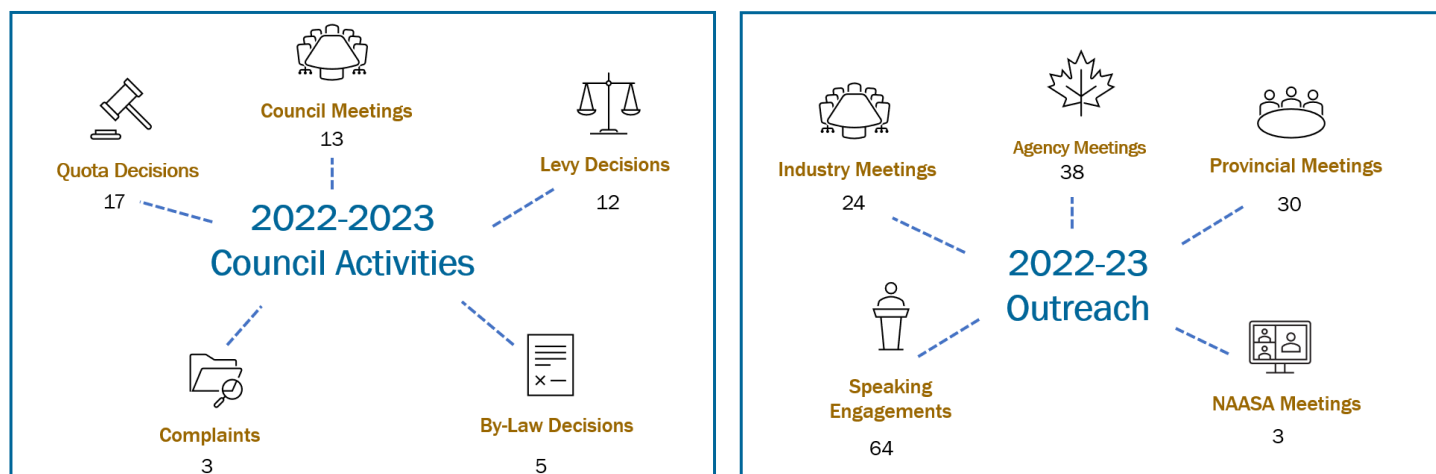 Council Meetings
13
Quota Decisions
17
Levy Decisions
12
2022-2023
Council Activities
Complaints
3
By-Law Decisions
5
Industry Meetings
24
Agency Meetings
38
Provincial Meetings
30
2022-23
Outreach
Speaking
Engagements
64
NAASA Meetings
3